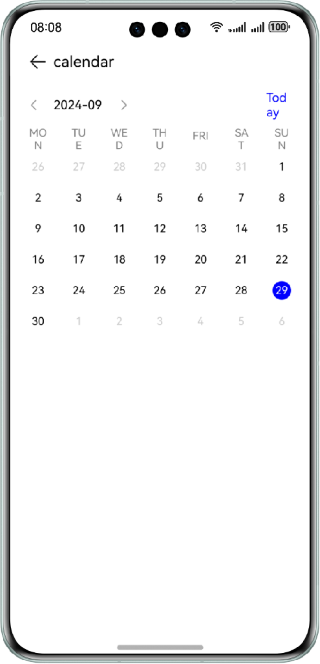 08:08 100
← calendar
< 2024-09 > Tod
ay
MO TU WE TH FRI SA SU
N E D U T N
26 27 28 29 30 31 1
2 3 4 5 6 7 8
9 10 11 12 13 14 15
16 17 18 19 20 21 22
23 24 25 26 27 28 29
30 1 2 3 4 5 6